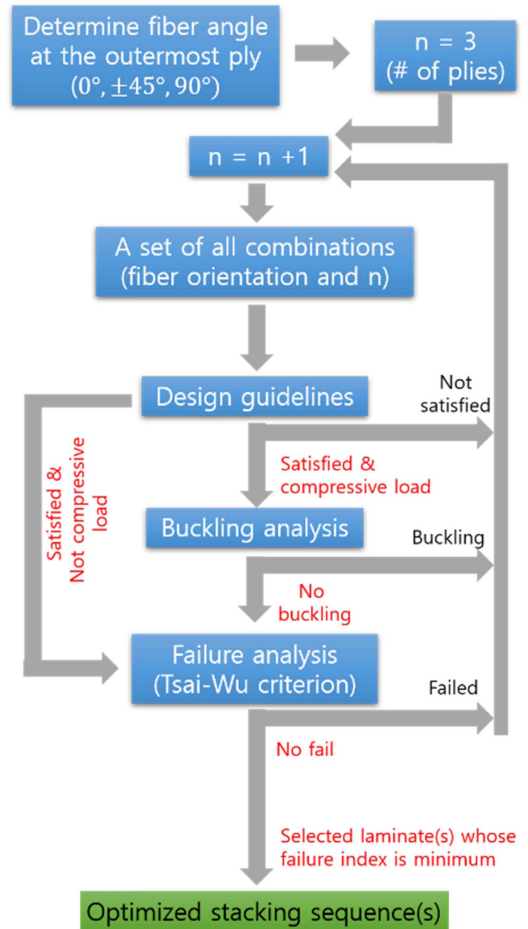 Determine fiber angle
at the outermost ply
(0°, ±45°, 90°)
n = 3
(# of plies)
n = n +1
A set of all combinations
(fiber orientation and n)
Design guidelines
Not
satisfied
Satisfied &
compressive load
Satisfied &
Not compressive
load
Buckling analysis
Buckling
No
buckling
Failure analysis
(Tsai-Wu criterion)
Failed
No fail
Selected laminate(s) whose
failure index is minimum
Optimized stacking sequence(s)